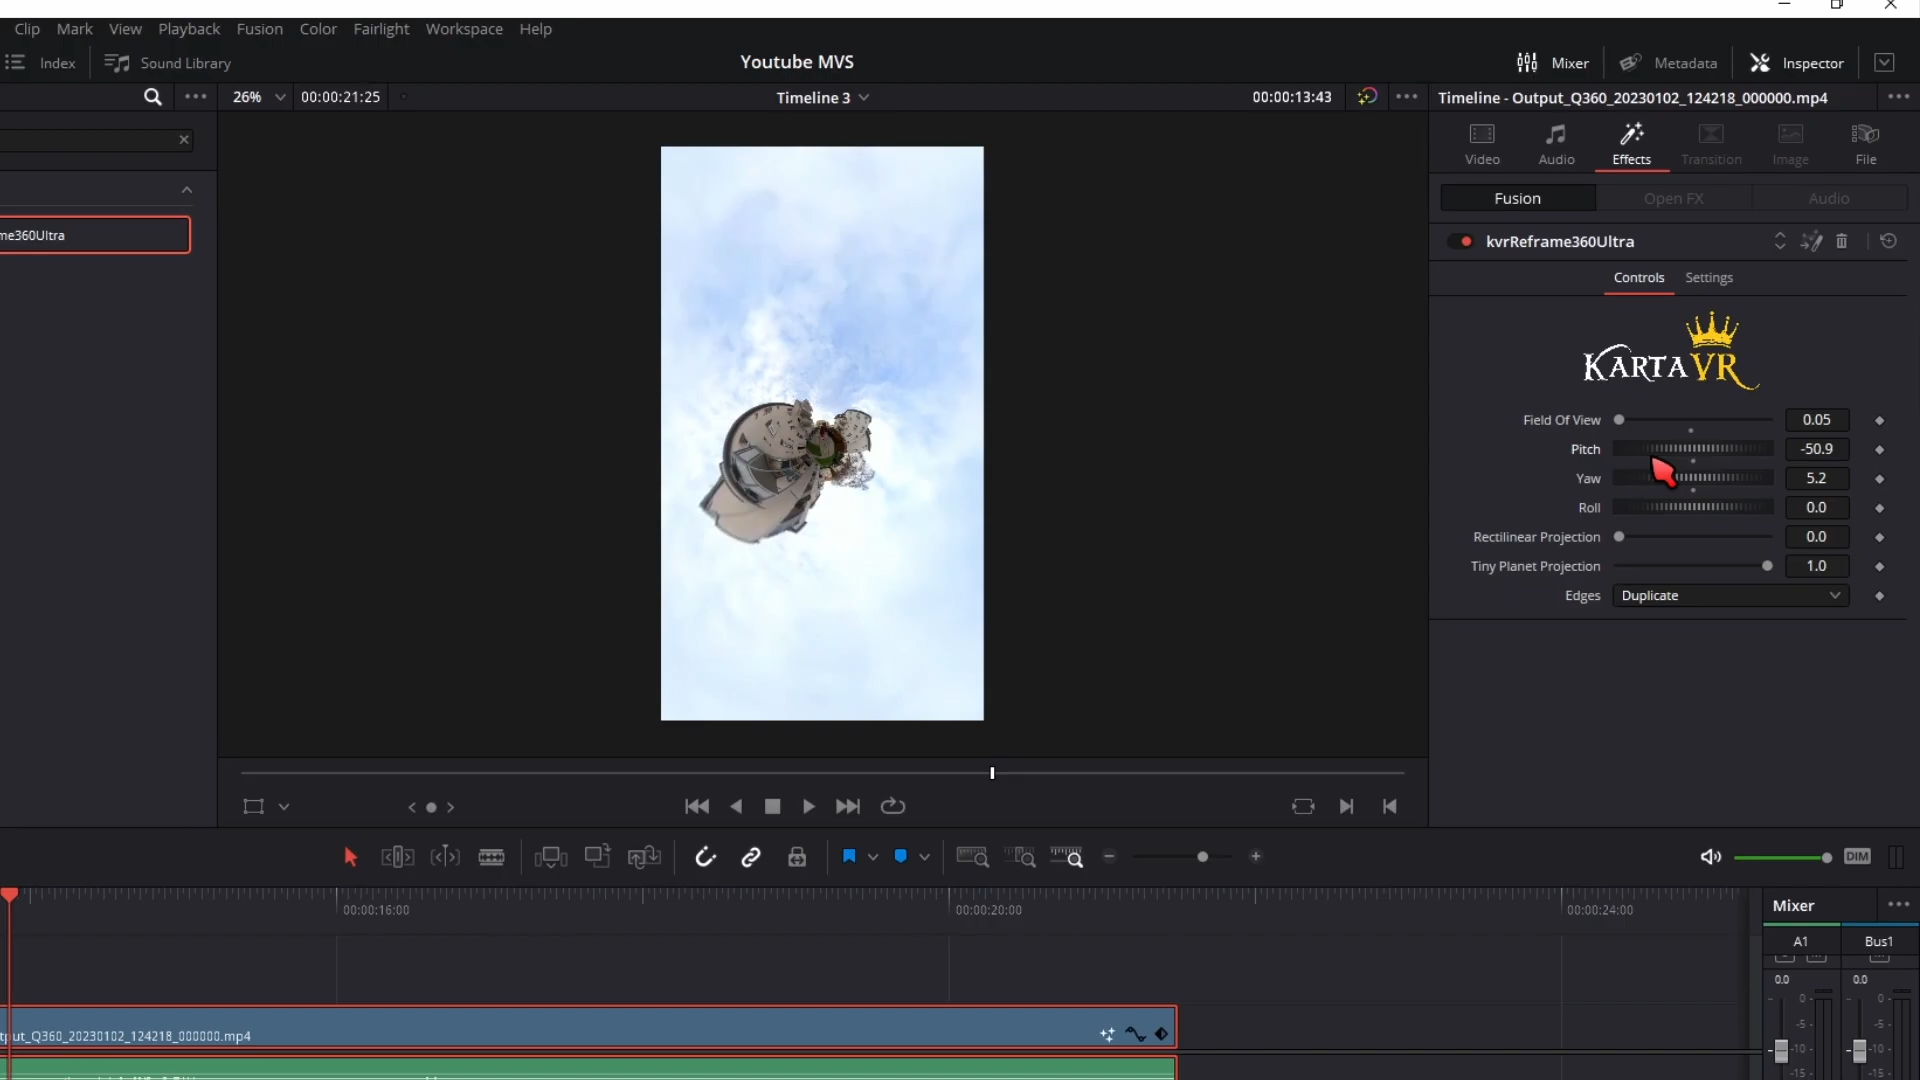 Clip Mark View Playback Fusion Color Fairlight Workspace Help
Index Sound Library Youtube MVS Mixer Metadata Inspector
26% 00:00:21:25 Timeline 3 00:00:13:43 Timeline - Output_Q360_20230102_124218_000000.mp4
Video Audio Effects Transition Image File
Fusion Open FX Audio
me360Ultra
kvrReframe360Ultra
Controls Settings
KARTAVR
Field Of View 0.05
Pitch -50.9
Yaw 5.2
Roll 0.0
Rectilinear Projection 0.0
Tiny Planet Projection 1.0
Edges Duplicate
DIM
00:00:16:00 00:00:20:00 00:00:24:00
Mixer
A1 Bus1
0.0 0.0
0 0
-5 -5
-10 -10
-15 -15
tput_Q360_20230102_124218_000000.mp4